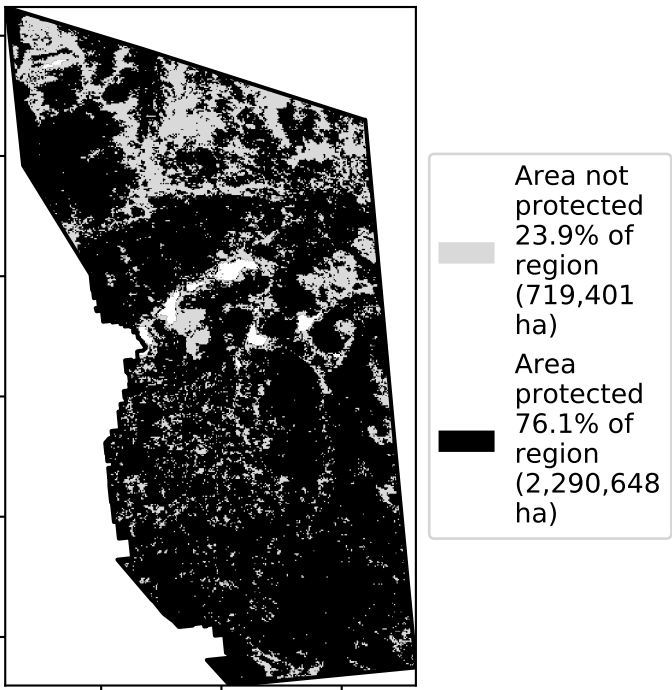 Area not
protected
23.9% of
region
(719,401
ha)
Area
protected
76.1% of
region
(2,290,648
ha)